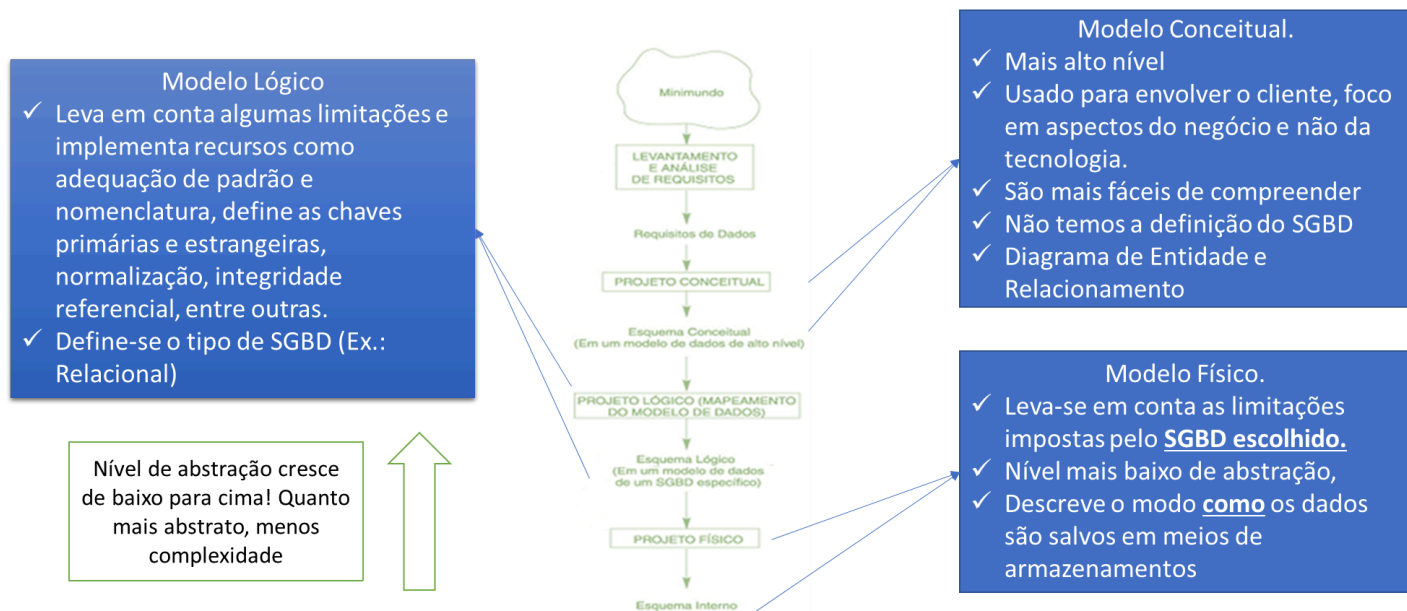 Modelo Lógico
✓ Leva em conta algumas limitações e
implementa recursos como
adequação de padrão e
nomenclatura, define as chaves
primárias e estrangeiras,
normalização, integridade
referencial, entre outras.
✓ Define-se o tipo de SGBD (Ex.:
Relacional)
Nível de abstração cresce
de baixo para cima! Quanto
mais abstrato, menos
complexidade
Minimundo
LEVANTAMENTO
E ANÁLISE
DE REQUISITOS
Requisitos de Dados
PROJETO CONCEITUAL
Esquema Conceitual
(Em um modelo de dados de alto nível)
PROJETO LÓGICO (MAPEAMENTO
DO MODELO DE DADOS)
Esquema Lógico
(Em um modelo de dados
de um SGBD específico)
PROJETO FÍSICO
Esquema Interno
Modelo Conceitual.
✓ Mais alto nível
✓ Usado para envolver o cliente, foco
em aspectos do negócio e não da
tecnologia.
✓ São mais fáceis de compreender
✓ Não temos a definição do SGBD
✓ Diagrama de Entidade e
Relacionamento
Modelo Físico.
✓ Leva-se em conta as limitações
impostas pelo SGBD escolhido.
✓ Nível mais baixo de abstração,
✓ Descreve o modo como os dados
são salvos em meios de
armazenamentos